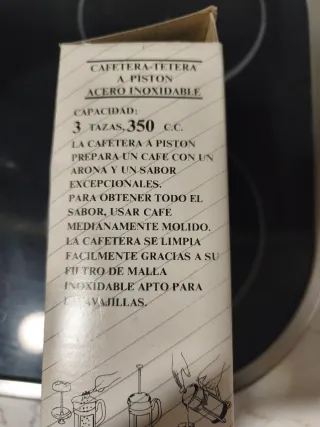 CAFETERA-TETERA
A PISTON
ACERO INOXIDABLE
CAPACIDAD:
3 TAZAS, 350 C.C.
LA CAFETERA A PISTON
PREPARA UN CAFE CON UN
ARONA Y UN SABOR
EXCEPCIONALES.
PARA OBTENER TODO EL
SABOR, USAR CAFE
MEDIANAMENTE MOLIDO.
LA CAFETERA SE LIMPIA
FACILMENTE GRACIAS A SU
FILTRO DE MALLA
INOXIDABLE APTO PARA
LAVAVAJILLAS.